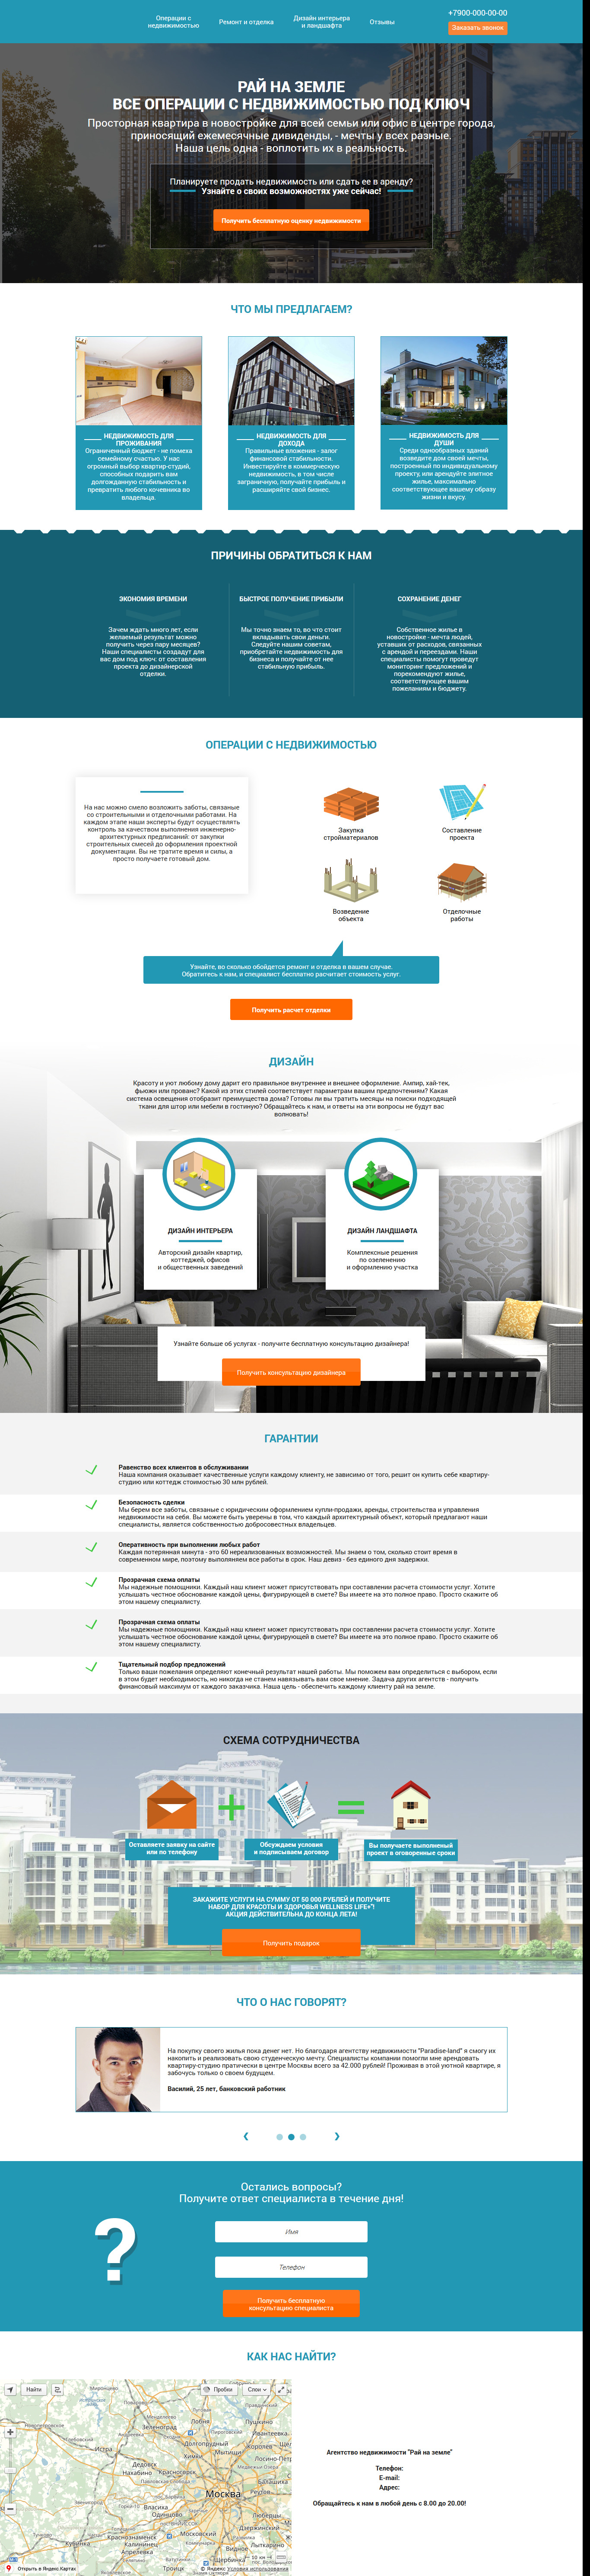 Операции с
недвижимостью
Ремонт и отделка
Дизайн интерьера
и ландшафта
Отзывы
+7900-000-00-00
Заказать звонок
РАЙ НА ЗЕМЛЕ
ВСЕ ОПЕРАЦИИ С НЕДВИЖИМОСТЬЮ ПОД КЛЮЧ
Просторная квартира в новостройке для всей семьи или офис в центре города,
приносящий ежемесячные дивиденды, - мечты у всех разные.
Наша цель одна - воплотить их в реальность.
Планируете продать недвижимость или сдать ее в аренду?
Узнайте о своих возможностях уже сейчас!
Получить бесплатную оценку недвижимости
ЧТО МЫ ПРЕДЛАГАЕМ?
НЕДВИЖИМОСТЬ ДЛЯ
ПРОЖИВАНИЯ
Ограниченный бюджет - не помеха
семейному счастью. У нас
огромный выбор квартир-студий,
способных подарить вам
долгожданную стабильность и
превратить любого кочевника во
владельца.
НЕДВИЖИМОСТЬ ДЛЯ
ДОХОДА
Правильные вложения - залог
финансовой стабильности.
Инвестируйте в коммерческую
недвижимость, в том числе
заграничную, получайте прибыль и
расширяйте свой бизнес.
НЕДВИЖИМОСТЬ ДЛЯ
ДУШИ
Среди однообразных зданий
возведите дом своей мечты,
построенный по индивидуальному
проекту, или арендуйте элитное
жилье, максимально
соответствующее вашему образу
жизни и вкусу.
ПРИЧИНЫ ОБРАТИТЬСЯ К НАМ
ЭКОНОМИЯ ВРЕМЕНИ
Зачем ждать много лет, если
желаемый результат можно
получить через пару месяцев?
Наши специалисты создадут для
вас дом под ключ: от составления
проекта до дизайнерской
отделки.
БЫСТРОЕ ПОЛУЧЕНИЕ ПРИБЫЛИ
Мы точно знаем то, во что стоит
вкладывать свои деньги.
Следуйте нашим советам,
приобретайте недвижимость для
бизнеса и получайте от нее
стабильную прибыль.
СОХРАНЕНИЕ ДЕНЕГ
Собственное жилье в
новостройке - мечта людей,
уставших от расходов, связанных
с арендой и переездами. Наши
специалисты помогут проведут
мониторинг предложений и
порекомендуют жилье,
соответствующее вашим
пожеланиям и бюджету.
ОПЕРАЦИИ С НЕДВИЖИМОСТЬЮ
На нас можно смело возложить заботы, связанные
со строительными и отделочными работами. На
каждом этапе наши эксперты будут осуществлять
контроль за качеством выполнения инженерно-
архитектурных предписаний: от закупки
строительных смесей до оформления проектной
документации. Вы не тратите время и силы, а
просто получаете готовый дом.
Закупка
стройматериалов
Составление
проекта
Возведение
объекта
Отделочные
работы
Узнайте, во сколько обойдется ремонт и отделка в вашем случае.
Обратитесь к нам, и специалист бесплатно расчитает стоимость услуг.
Получить расчет отделки
ДИЗАЙН
Красоту и уют любому дому дарит его правильное внутреннее и внешнее оформление. Ампир, хай-тек,
фьюжн или прованс? Какой из этих стилей соответствует параметрам вашим предпочтениям? Какая
система освещения отобразит преимущества дома? Готовы ли вы тратить месяцы на поиски подходящей
ткани для штор или мебели в гостиную? Обращайтесь к нам, и ответы на эти вопросы не будут вас
волновать!
ДИЗАЙН ИНТЕРЬЕРА
Авторский дизайн квартир,
коттеджей, офисов
и общественных заведений
ДИЗАЙН ЛАНДШАФТА
Комплексные решения
по озеленению
и оформлению участка
Узнайте больше об услугах - получите бесплатную консультацию дизайнера!
Получить консультацию дизайнера
ГАРАНТИИ
Равенство всех клиентов в обслуживании
Наша компания оказывает качественные услуги каждому клиенту, не зависимо от того, решит он купить себе квартиру-
студию или коттедж стоимостью 30 млн рублей.
Безопасность сделки
Мы берем все заботы, связанные с юридическим оформлением купли-продажи, аренды, строительства и управления
недвижимости на себя. Вы можете быть уверены в том, что каждый архитектурный объект, который предлагают наши
специалисты, является собственностью добросовестных владельцев.
Оперативность при выполнении любых работ
Каждая потерянная минута - это 60 нереализованных возможностей. Мы знаем о том, сколько стоит время в
современном мире, поэтому выполняем все работы в срок. Наш девиз - без единого дня задержки.
Прозрачная схема оплаты
Мы надежные помощники. Каждый наш клиент может присутствовать при составлении расчета стоимости услуг. Хотите
услышать честное обоснование каждой цены, фигурирующей в смете? Вы имеете на это полное право. Просто скажите об
этом нашему специалисту.
Прозрачная схема оплаты
Мы надежные помощники. Каждый наш клиент может присутствовать при составлении расчета стоимости услуг. Хотите
услышать честное обоснование каждой цены, фигурирующей в смете? Вы имеете на это полное право. Просто скажите об
этом нашему специалисту.
Тщательный подбор предложений
Только ваши пожелания определяют конечный результат нашей работы. Мы поможем вам определиться с выбором, если
в этом будет необходимость, но никогда не станем навязывать вам свое мнение. Задача других агентств - получить
финансовый максимум от каждого заказчика. Наша цель - обеспечить каждому клиенту рай на земле.
СХЕМА СОТРУДНИЧЕСТВА
Оставляете заявку на сайте
или по телефону
Обсуждаем условия
и подписываем договор
Вы получаете выполненый
проект в оговоренные сроки
ЗАКАЖИТЕ УСЛУГИ НА СУММУ ОТ 50 000 РУБЛЕЙ И ПОЛУЧИТЕ
НАБОР ДЛЯ КРАСОТЫ И ЗДОРОВЬЯ WELLNESS LIFE+"!
АКЦИЯ ДЕЙСТВИТЕЛЬНА ДО КОНЦА ЛЕТА!
Получить подарок
ЧТО О НАС ГОВОРЯТ?
На покупку своего жилья пока денег нет. Но благодаря агентству недвижимости "Paradise-land" я смогу их
накопить и реализовать свою студенческую мечту. Специалисты компании помогли мне арендовать
квартиру-студию пратически в центре Москвы всего за 42.000 рублей! Проживая в этой уютной квартире, я
забочусь только о своем будущем.
Василий, 25 лет, банковский работник
Остались вопросы?
Получите ответ специалиста в течение дня!
?
Имя
Телефон
Получить бесплатную
консультацию специалиста
КАК НАС НАЙТИ?
Найти
Пробки
Слои
Пушкино
Лобня
Зеленоград
Ивантеевка
Истра
Долгопрудный
Королёв
Химки
Мытищи
Дедовск
Нахабино
Красногорск
Балашиха
Москва
Реутов
Власиха
Одинцово
Люберцы
Дзержинский
Краснознаменск
Московский
Кубинка
Калининец
Апрелевка
Видное
Лыткарино
Щербинка
Троицк
10 км
Открыть в Яндекс.Картах
© Яндекс Условия использования
Агентство недвижимости "Рай на земле"
Телефон:
E-mail:
Адрес:
Обращайтесь к нам в любой день с 8.00 до 20.00!